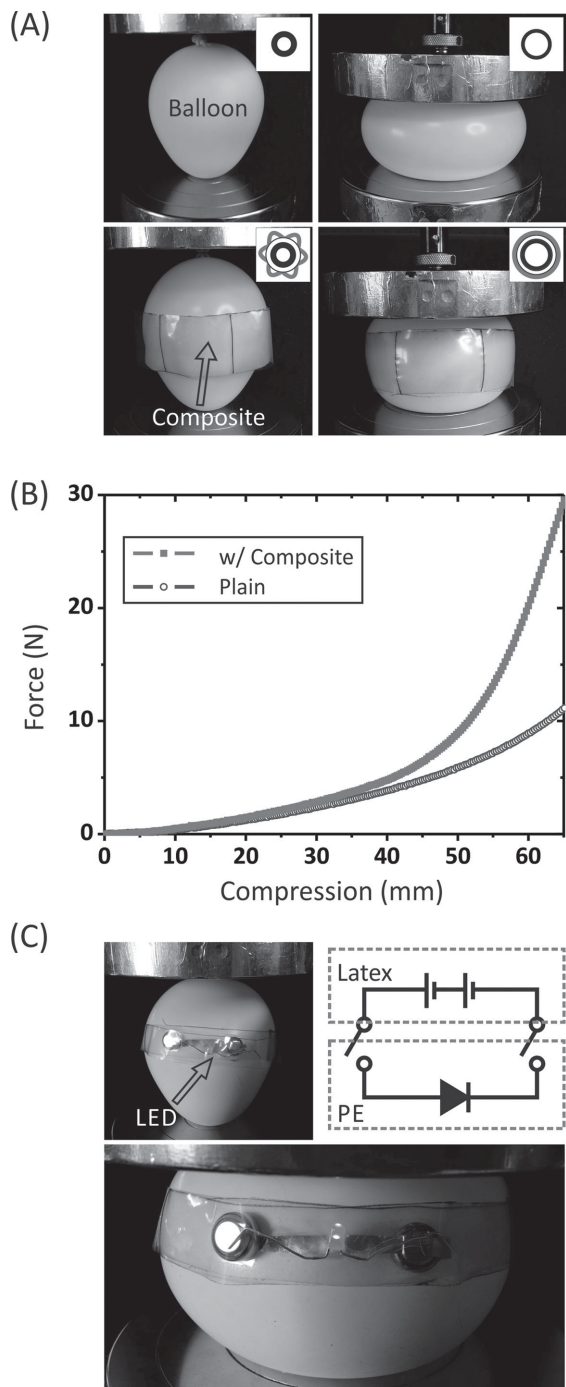 (A)
Balloon
Composite
(B)
30
20
10
0
Force (N)
w/ Composite
Plain
0 10 20 30 40 50 60
Compression (mm)
(C)
LED
Latex
PE